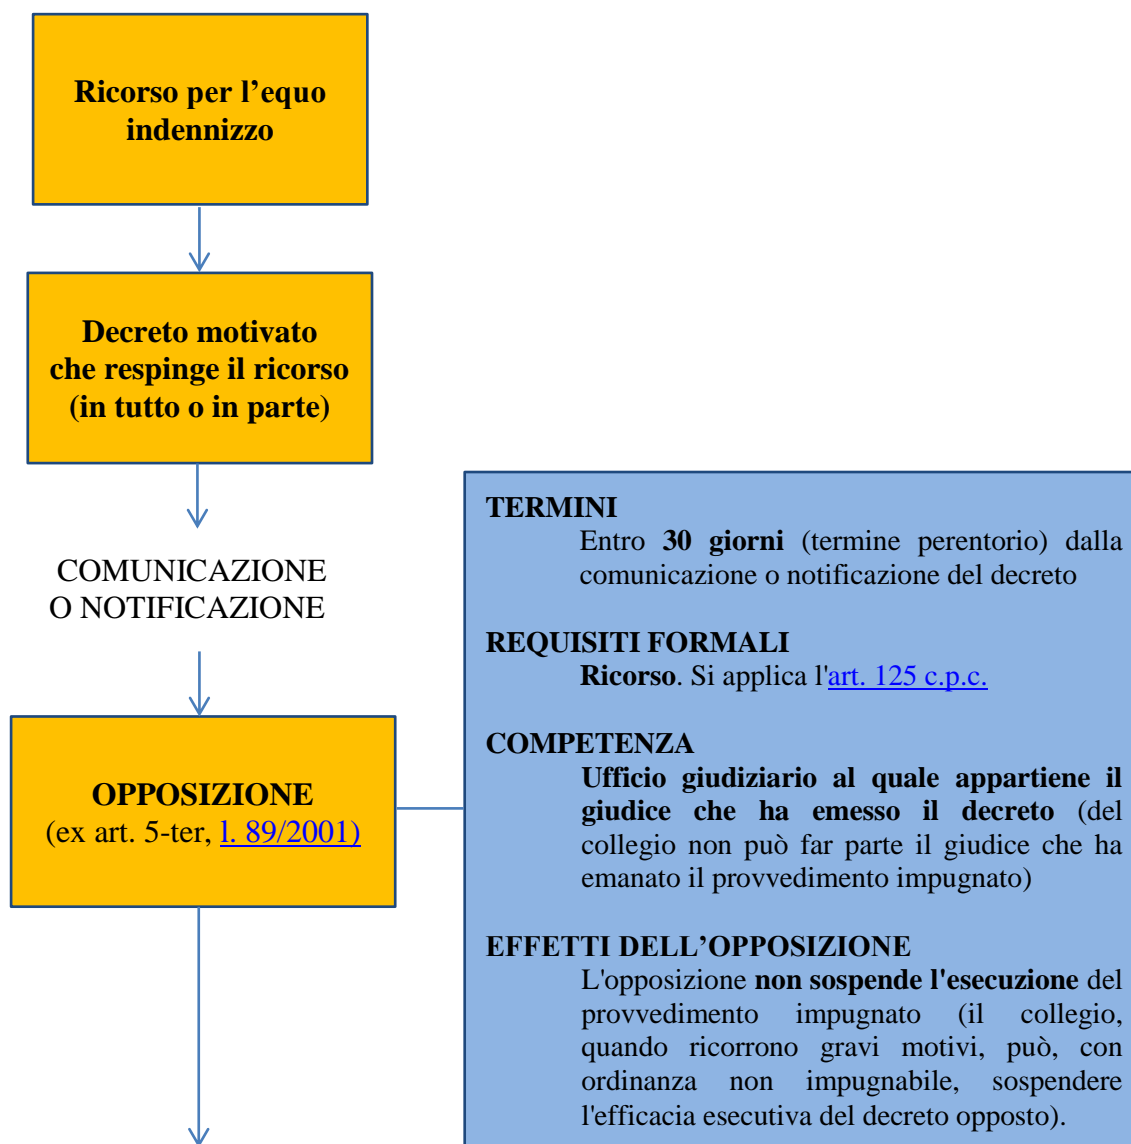 Ricorso per l’equo
indennizzo
Decreto motivato
che respinge il ricorso
(in tutto o in parte)
COMUNICAZIONE
O NOTIFICAZIONE
OPPOSIZIONE
(ex art. 5-ter, l. 89/2001)
TERMINI
Entro 30 giorni (termine perentorio) dalla
comunicazione o notificazione del decreto
REQUISITI FORMALI
Ricorso. Si applica l'art. 125 c.p.c.
COMPETENZA
Ufficio giudiziario al quale appartiene il
giudice che ha emesso il decreto (del
collegio non può far parte il giudice che ha
emanato il provvedimento impugnato)
EFFETTI DELL’OPPOSIZIONE
L'opposizione non sospende l'esecuzione del
provvedimento impugnato (il collegio,
quando ricorrono gravi motivi, può, con
ordinanza non impugnabile, sospendere
l'efficacia esecutiva del decreto opposto).